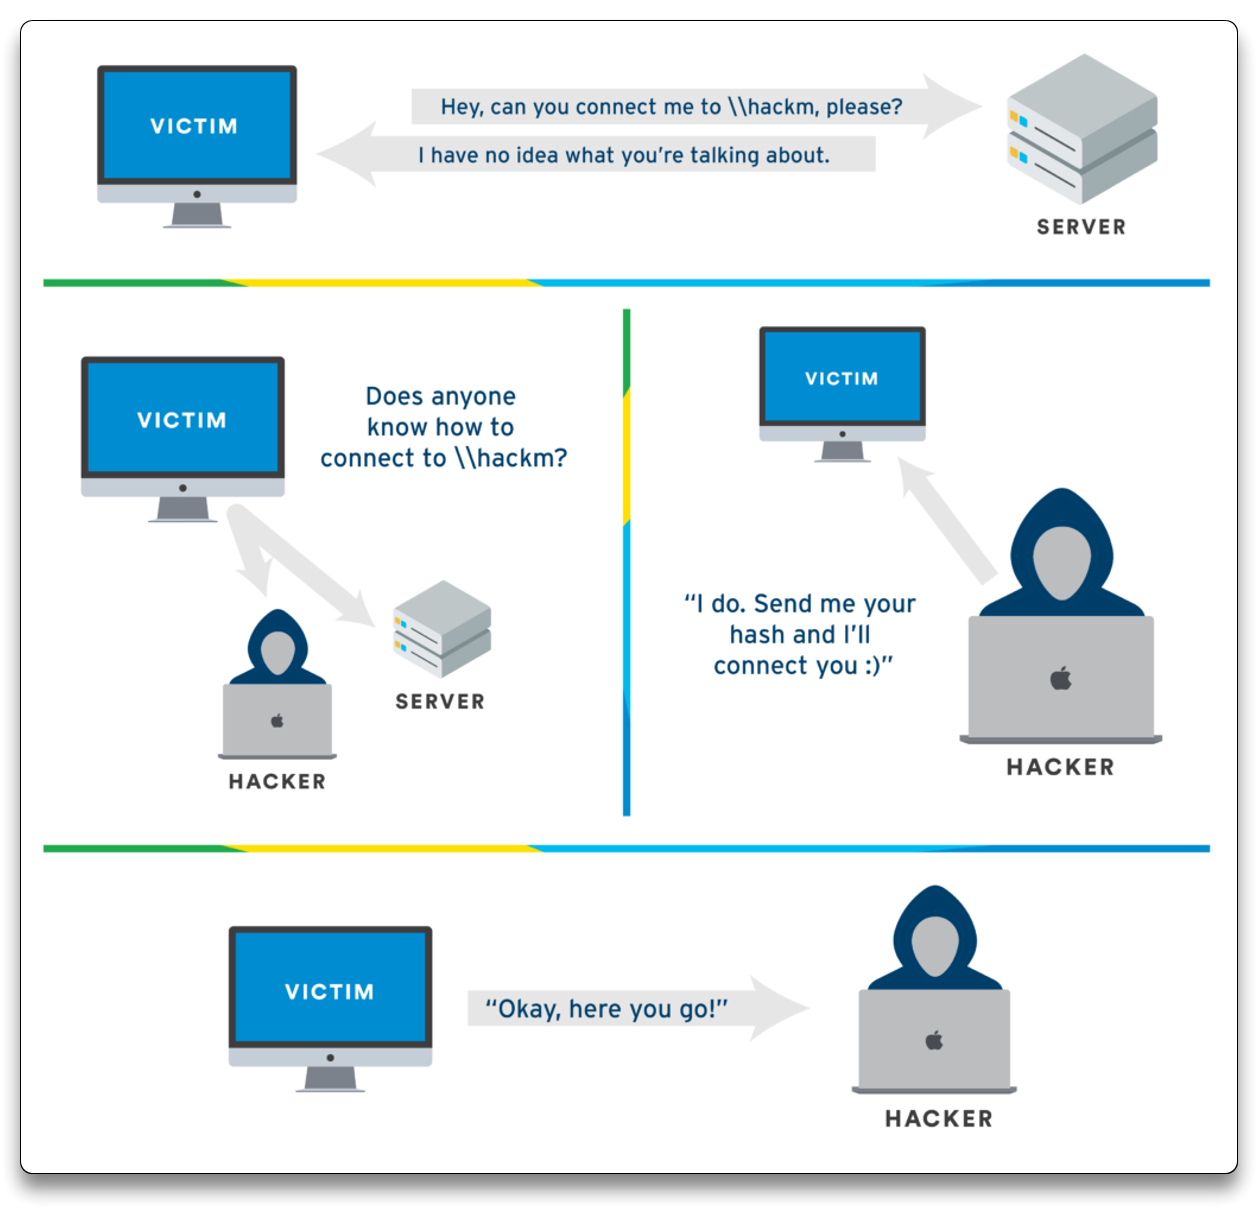 VICTIM
Hey, can you connect me to \\hackm, please?
I have no idea what you're talking about.
SERVER
VICTIM
Does anyone
know how to
connect to \\hackm?
HACKER
SERVER
VICTIM
“I do. Send me your
hash and I'll
connect you :)”
HACKER
VICTIM
“Okay, here you go!”
HACKER